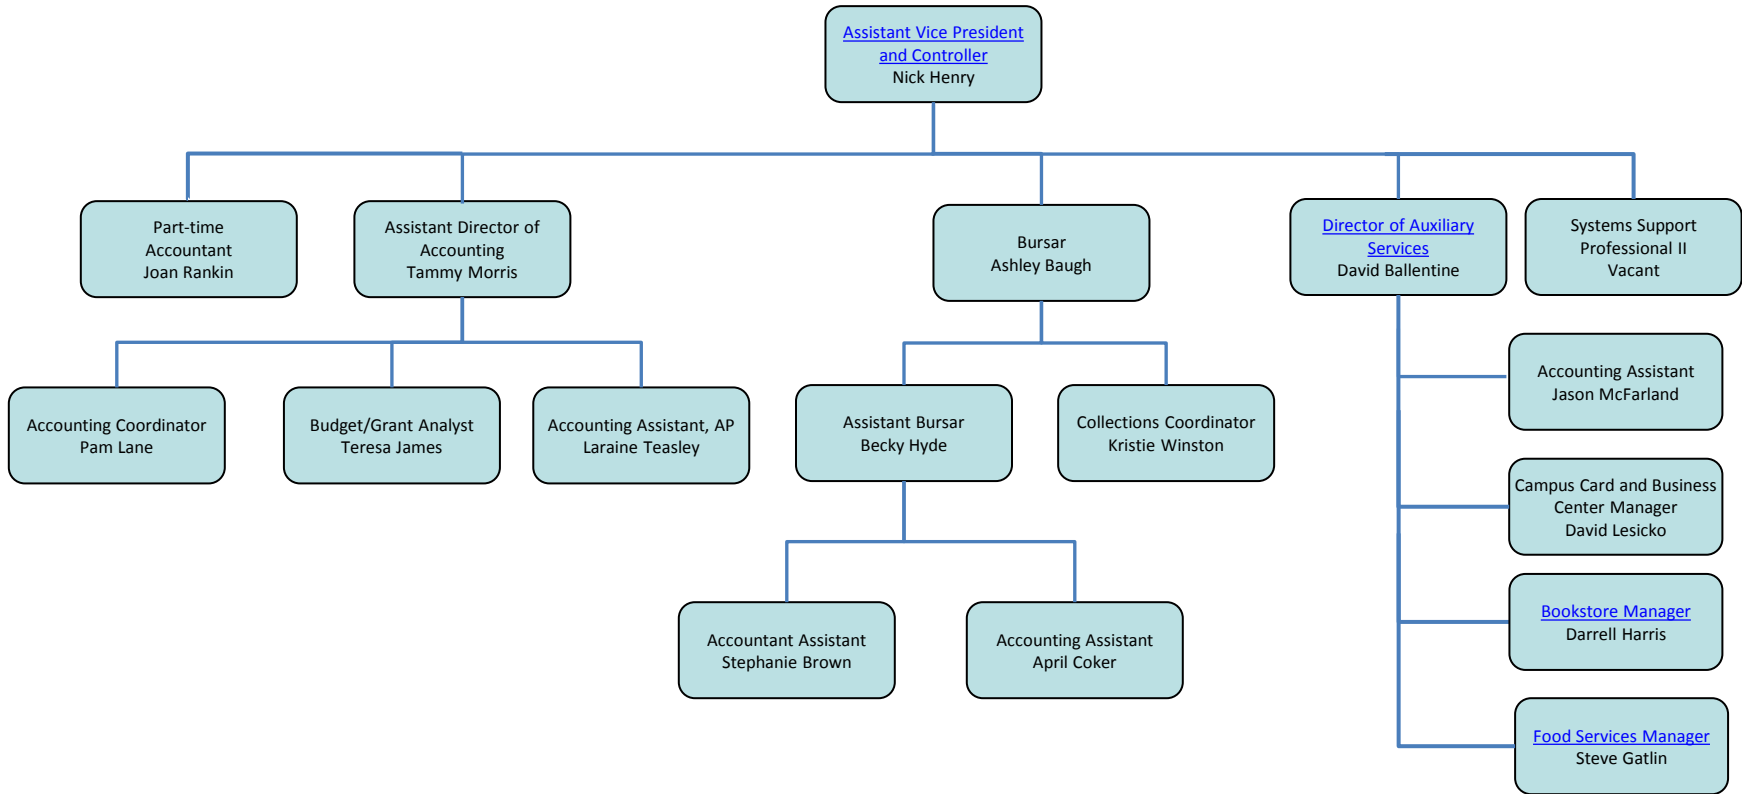 Assistant Vice President
and Controller
Nick Henry
Part-time
Accountant
Joan Rankin
Assistant Director of
Accounting
Tammy Morris
Bursar
Ashley Baugh
Director of Auxiliary
Services
David Ballentine
Systems Support
Professional II
Vacant
Accounting Coordinator
Pam Lane
Budget/Grant Analyst
Teresa James
Accounting Assistant, AP
Laraine Teasley
Assistant Bursar
Becky Hyde
Collections Coordinator
Kristie Winston
Accounting Assistant
Jason McFarland
Campus Card and Business
Center Manager
David Lesicko
Bookstore Manager
Darrell Harris
Accountant Assistant
Stephanie Brown
Accounting Assistant
April Coker
Food Services Manager
Steve Gatlin